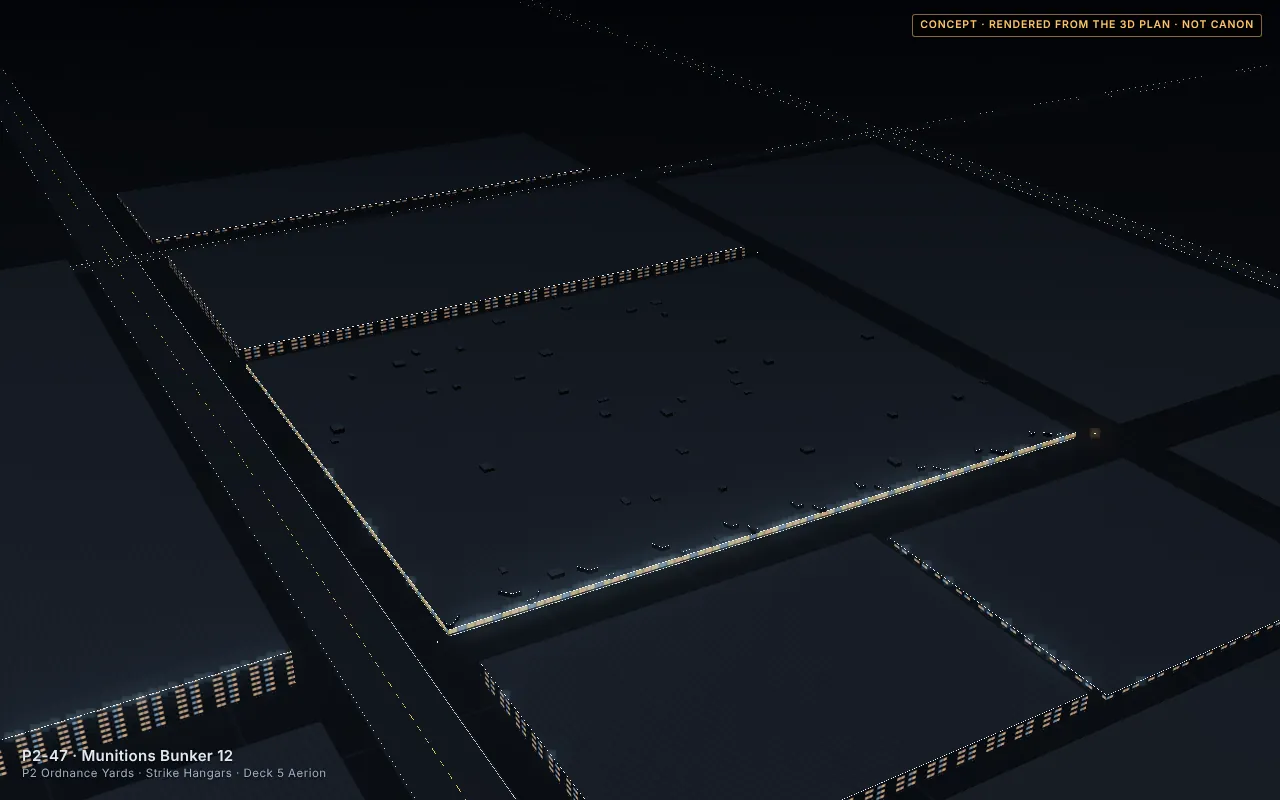 CONCEPT · RENDERED FROM THE 3D PLAN · NOT CANON
P2-47 · Munitions Bunker 12
P2 Ordnance Yards · Strike Hangars · Deck 5 Aerion